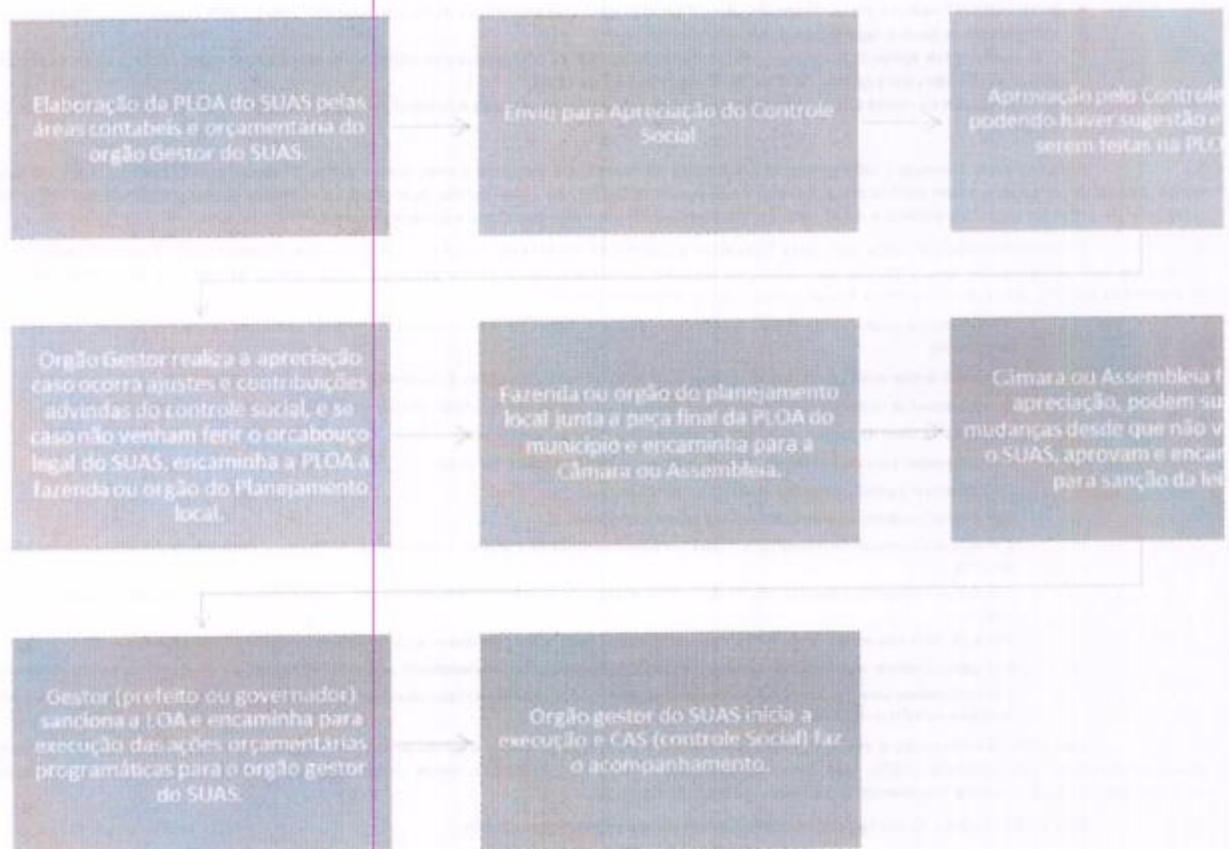 Elaboração da PLOA do SUAS pelas
áreas contabeis e orçamentária do
orgão Gestor do SUAS.
Envio para Apreciação do Controle
Social
Aprovação pelo Controle
podendo haver sugestão e
serem feitas na PLO
Orgão Gestor realiza a apreciação
caso ocorra ajustes e contribuições
advindas do controle social, e se
caso não venham ferir o orcabouço
legal do SUAS, encaminha a PLOA a
fazenda ou orgão do Planejamento
local.
Fazenda ou orgão do planejamento
local junta a peça final da PLOA do
município e encaminha para a
Câmara ou Assembleia.
Câmara ou Assembleia f
apreciação, podem su
mudanças desde que não v
o SUAS, aprovam e encam
para sanção da lei
Gestor (prefeito ou governador)
sanciona a LOA e encaminha para
execução das ações orçamentárias
programáticas para o orgão gestor
do SUAS.
Orgão gestor do SUAS inicia a
execução e CAS (controle Social) faz
o acompanhamento.